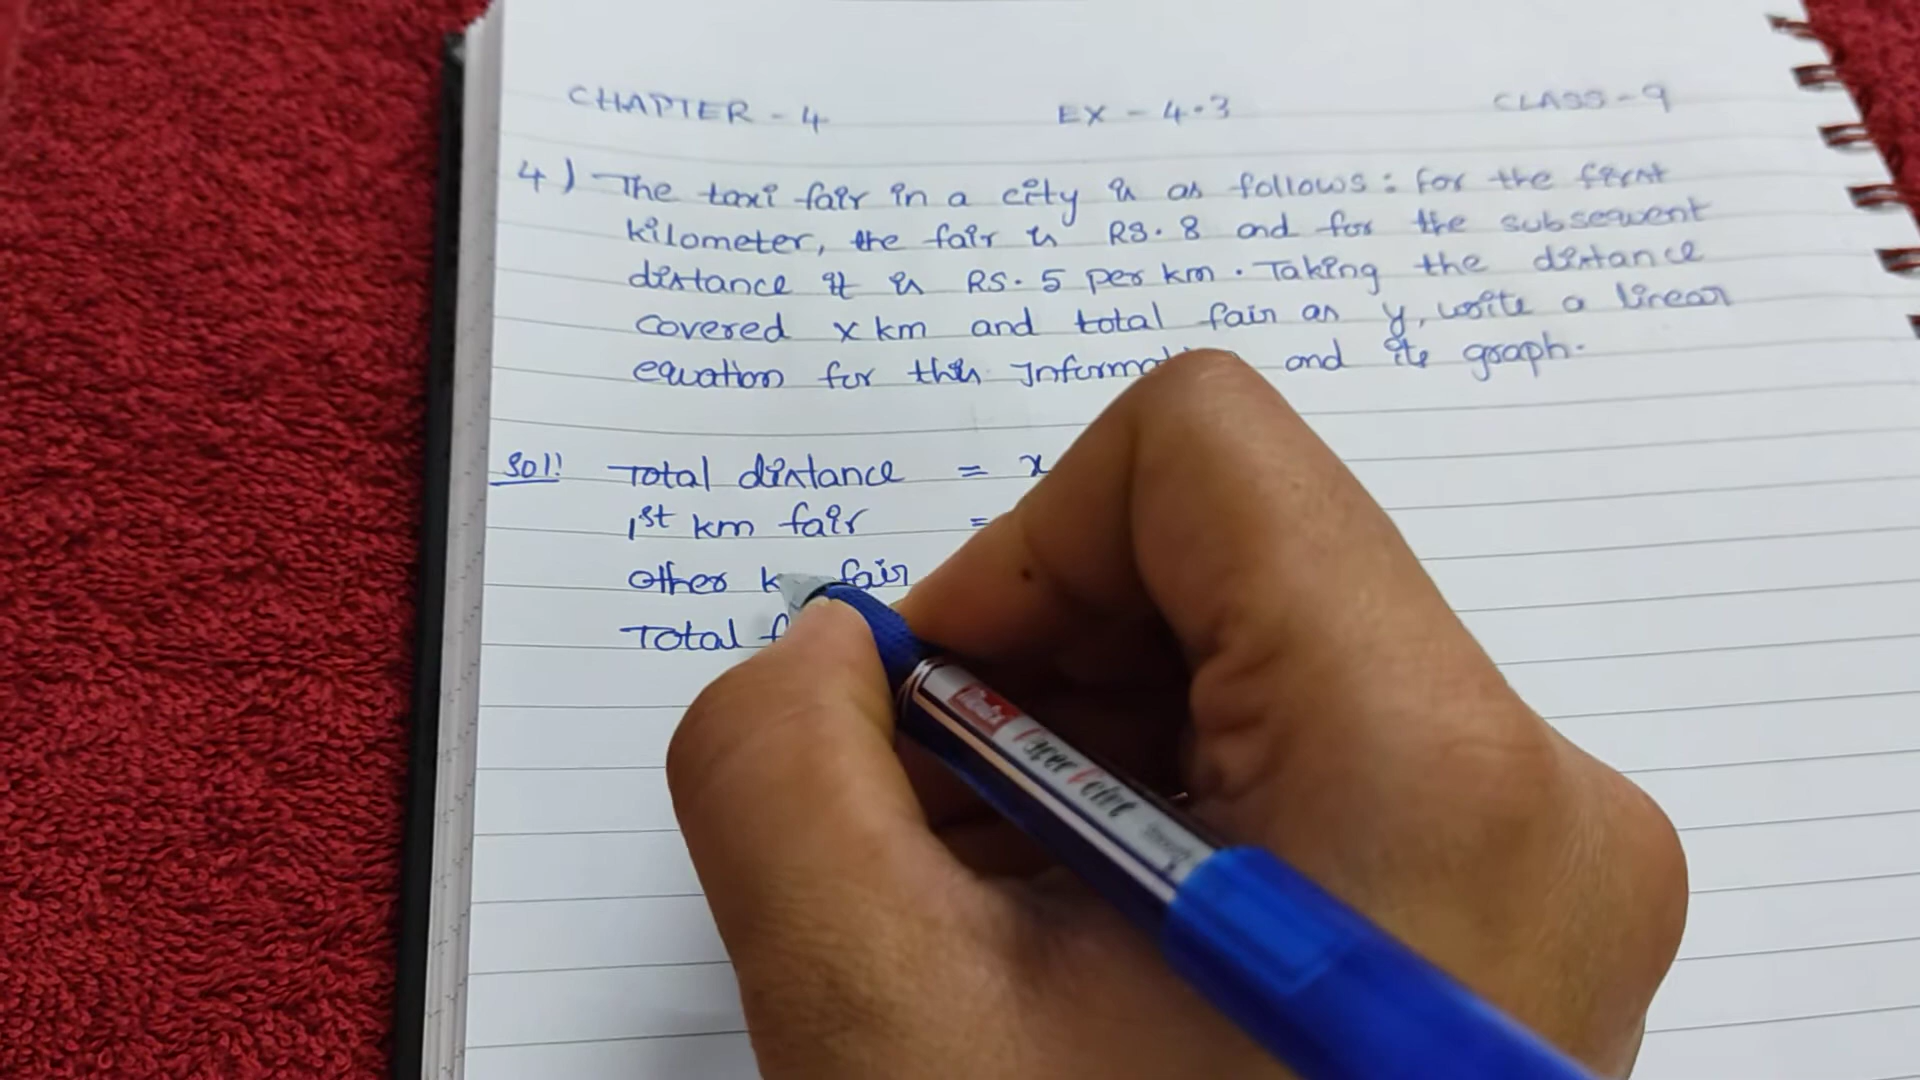 CHAPTER - 4 EX - 4.3 CLASS - 9
4) The taxi fair in a city is as follows: for the first
kilometer, the fair is RS. 8 and for the subsequent
distance it is RS. 5 per km. Taking the distance
covered x km and total fair as y, write a linear
equation for this and its graph.
Sol! Total distance = x
1st km fair =
other fair
Total